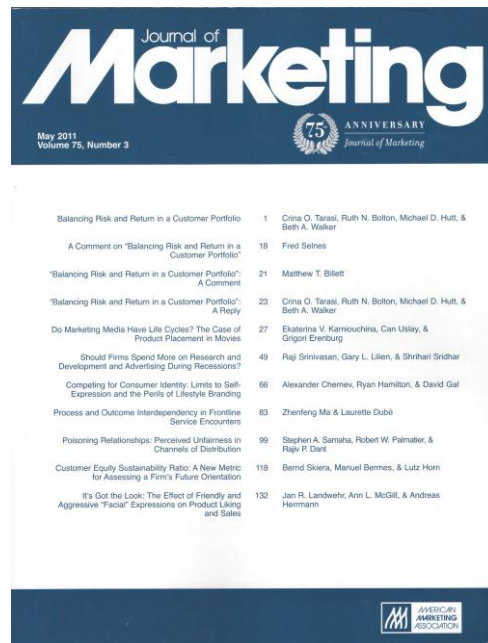 Journal of
Marketing
May 2011
Volume 75, Number 3
75
TH
ANNIVERSARY
Journal of Marketing
Balancing Risk and Return in a Customer Portfolio 1 Crina O. Tarasi, Ruth N. Bolton, Michael D. Hutt, &
Beth A. Walker
A Comment on "Balancing Risk and Return in a 18 Fred Selnes
Customer Portfolio"
"Balancing Risk and Return in a Customer Portfolio": 21 Matthew T. Billett
A Comment
"Balancing Risk and Return in a Customer Portfolio": 23 Crina O. Tarasi, Ruth N. Bolton, Michael D. Hutt, &
A Reply Beth A. Walker
Do Marketing Media Have Life Cycles? The Case of 27 Ekaterina V. Karniouchina, Can Uslay, &
Product Placement in Movies Grigori Erenburg
Should Firms Spend More on Research and 49 Raji Srinivasan, Gary L. Lilien, & Shrihari Sridhar
Development and Advertising During Recessions?
Competing for Consumer Identity: Limits to Self- 66 Alexander Chernev, Ryan Hamilton, & David Gal
Expression and the Perils of Lifestyle Branding
Process and Outcome Interdependency in Frontline 83 Zhenfeng Ma & Laurette Dubé
Service Encounters
Poisoning Relationships: Perceived Unfairness in 99 Stephen A. Samaha, Robert W. Palmatier, &
Channels of Distribution Rajiv P. Dant
Customer Equity Sustainability Ratio: A New Metric 118 Bernd Skiera, Manuel Bermes, & Lutz Horn
for Assessing a Firm's Future Orientation
It's Got the Look: The Effect of Friendly and 132 Jan R. Landwehr, Ann L. McGill, & Andreas
Aggressive "Facial" Expressions on Product Liking Herrmann
and Sales
AMERICAN
MARKETING
ASSOCIATION